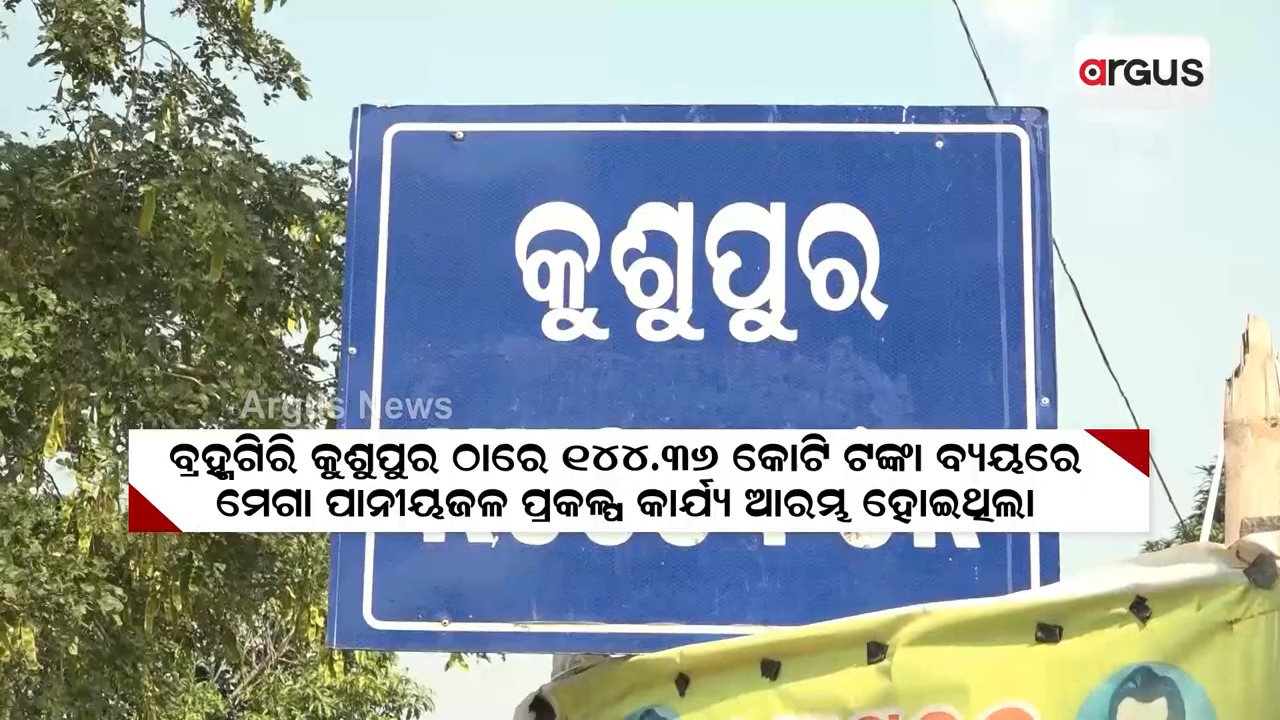 argus
କୁଶୁପୁର
Argus News
ବ୍ରହ୍ମଗିରି କୁଶୁପୁର ଠାରେ ୧୪୪.୩୬ କୋଟି ଟଙ୍କା ବ୍ୟୟରେ
ମେଗା ପାନୀୟଜଳ ପ୍ରକଳ୍ପ କାର୍ଯ୍ୟ ଆରମ୍ଭ ହୋଇଥିଲା